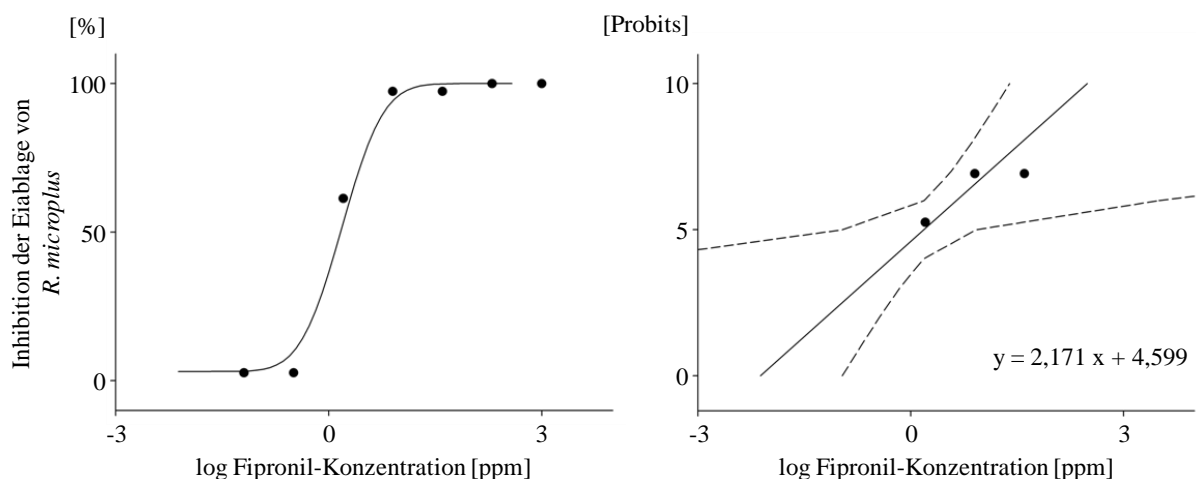 [%]
100
50
0
-3
0
3
Inhibition der Eiablage von
R. microplus
log Fipronil-Konzentration [ppm]
[Probits]
10
5
0
-3
0
3
y = 2,171 x + 4,599
log Fipronil-Konzentration [ppm]